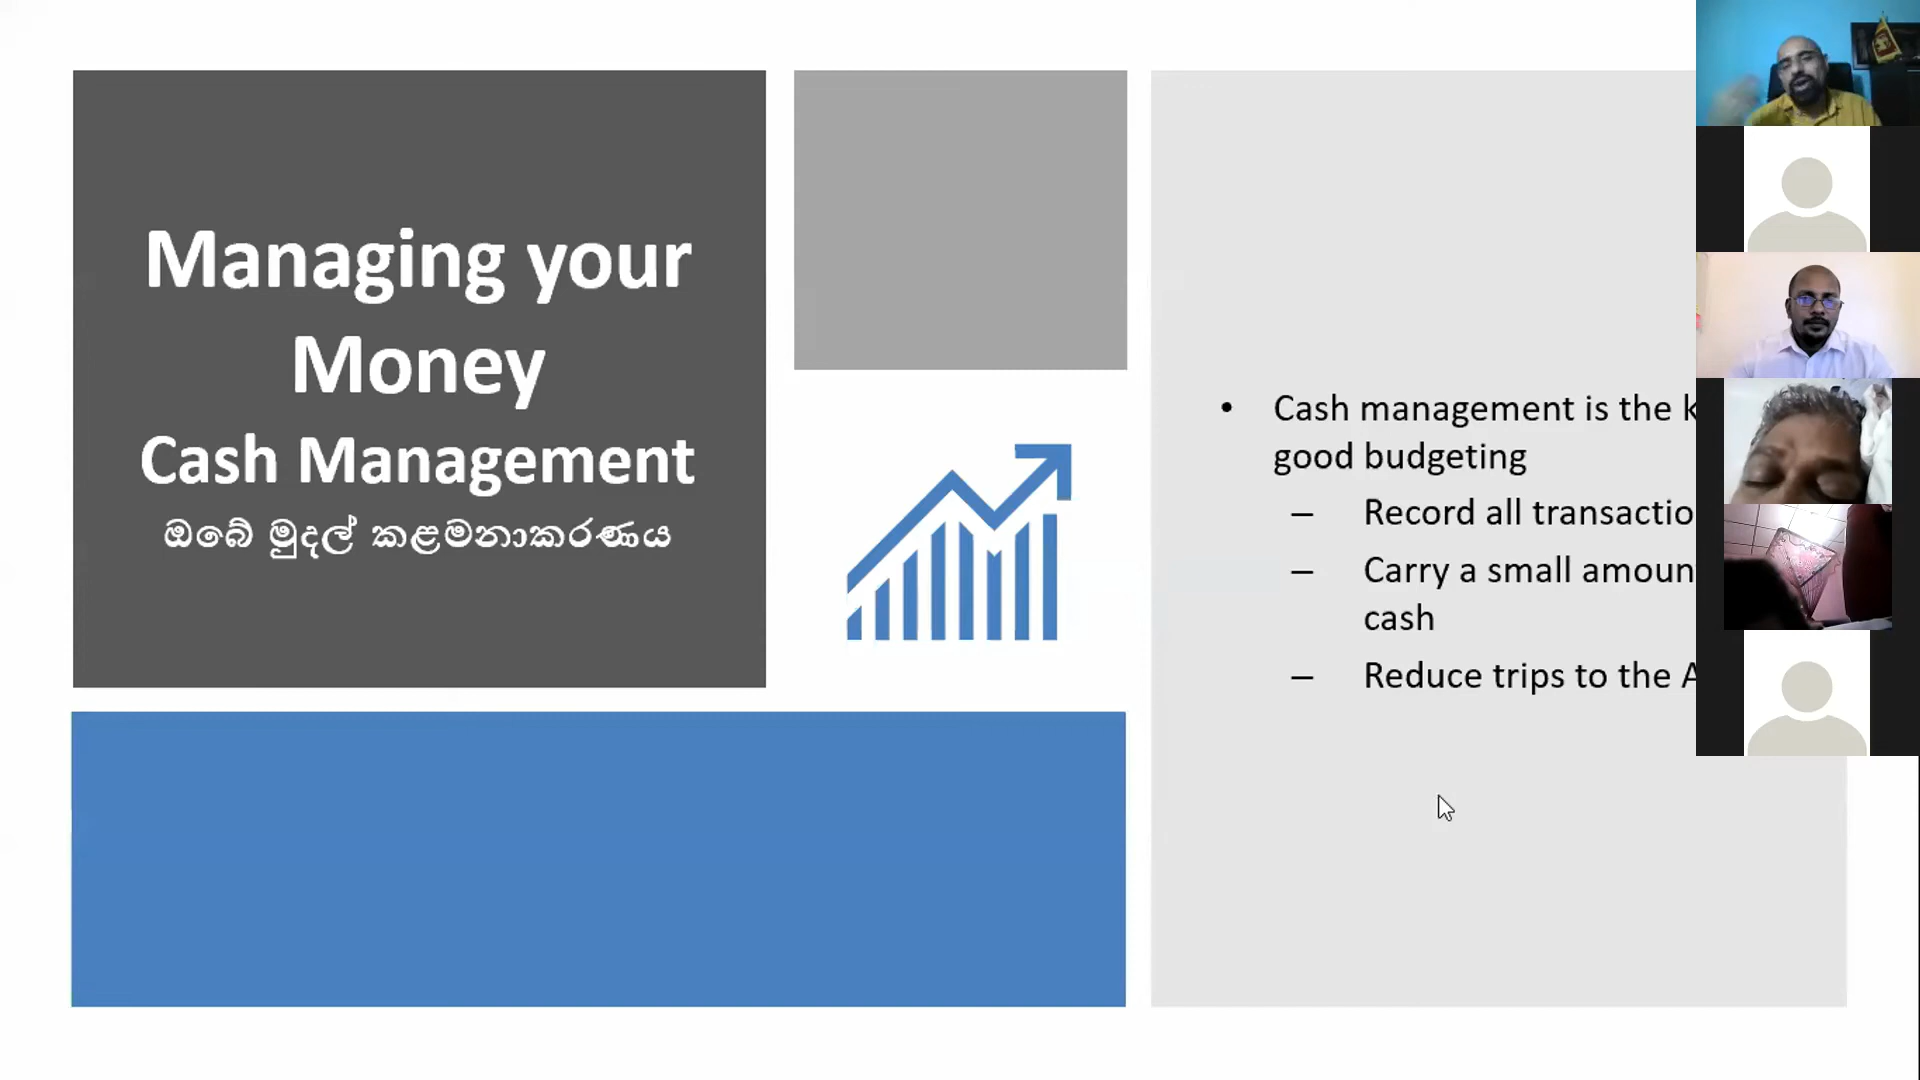 Managing your
Money
Cash Management
ඔබේ මුදල් කළමනාකරණය
• Cash management is the
good budgeting
– Record all
– Carry a small
cash
– Reduce trips to the